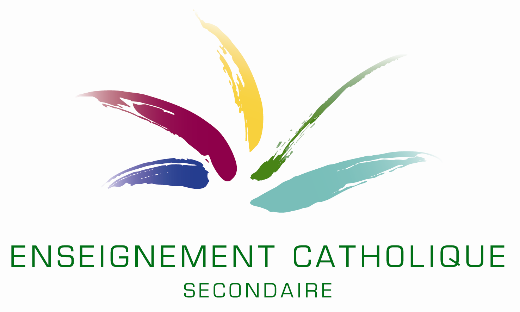 ENSEIGNEMENT CATHOLIQUE
SECONDAIRE